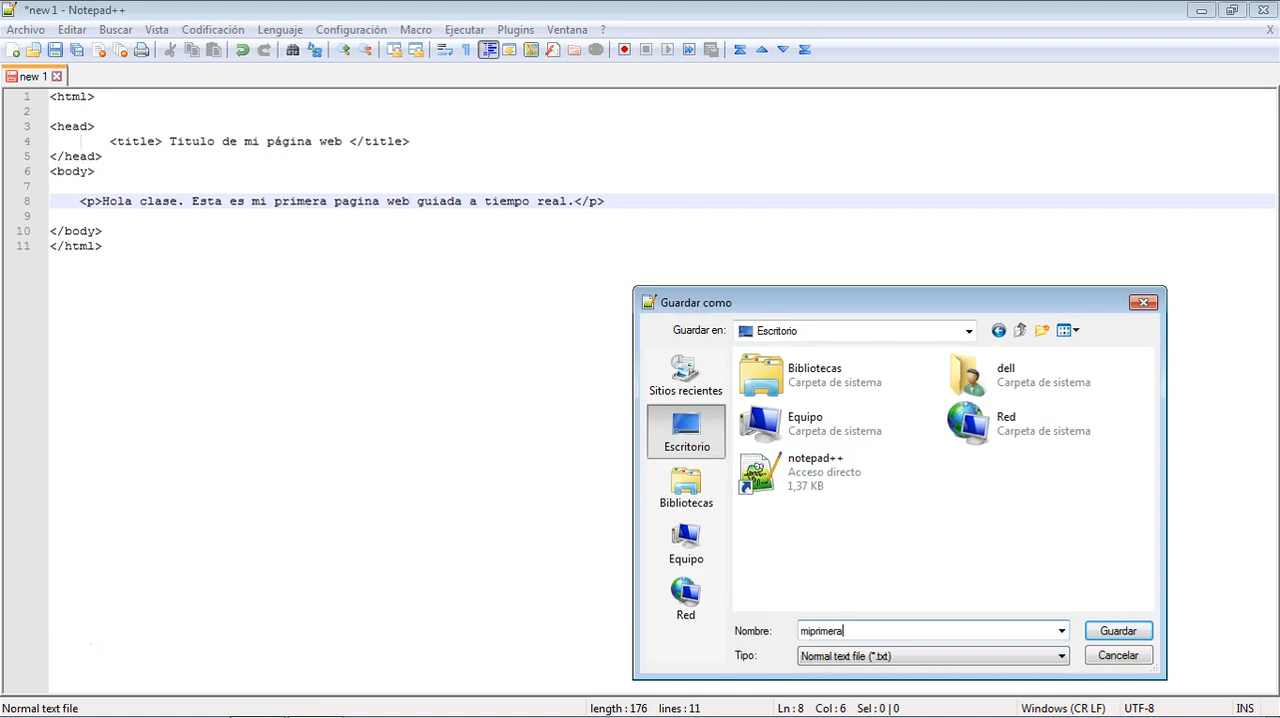 *new 1 - Notepad++
Archivo Editar Buscar Vista Codificación Lenguaje Configuración Macro Ejecutar Plugins Ventana ? X
new 1
1 <html>
2
3 <head>
4 <title> Titulo de mi página web </title>
5 </head>
6 <body>
7
8 <p>Hola clase. Esta es mi primera pagina web guiada a tiempo real.</p>
9
10 </body>
11 </html>
Guardar como
Guardar en: Escritorio
Sitios recientes
Escritorio
Bibliotecas
Equipo
Red
Bibliotecas
Carpeta de sistema
dell
Carpeta de sistema
Equipo
Carpeta de sistema
Red
Carpeta de sistema
notepad++
Acceso directo
1,37 KB
Nombre: miprimera Guardar
Tipo: Normal text file (*.txt) Cancelar
Normal text file length : 176 lines : 11 Ln : 8 Col : 6 Sel : 0 | 0 Windows (CR LF) UTF-8 INS